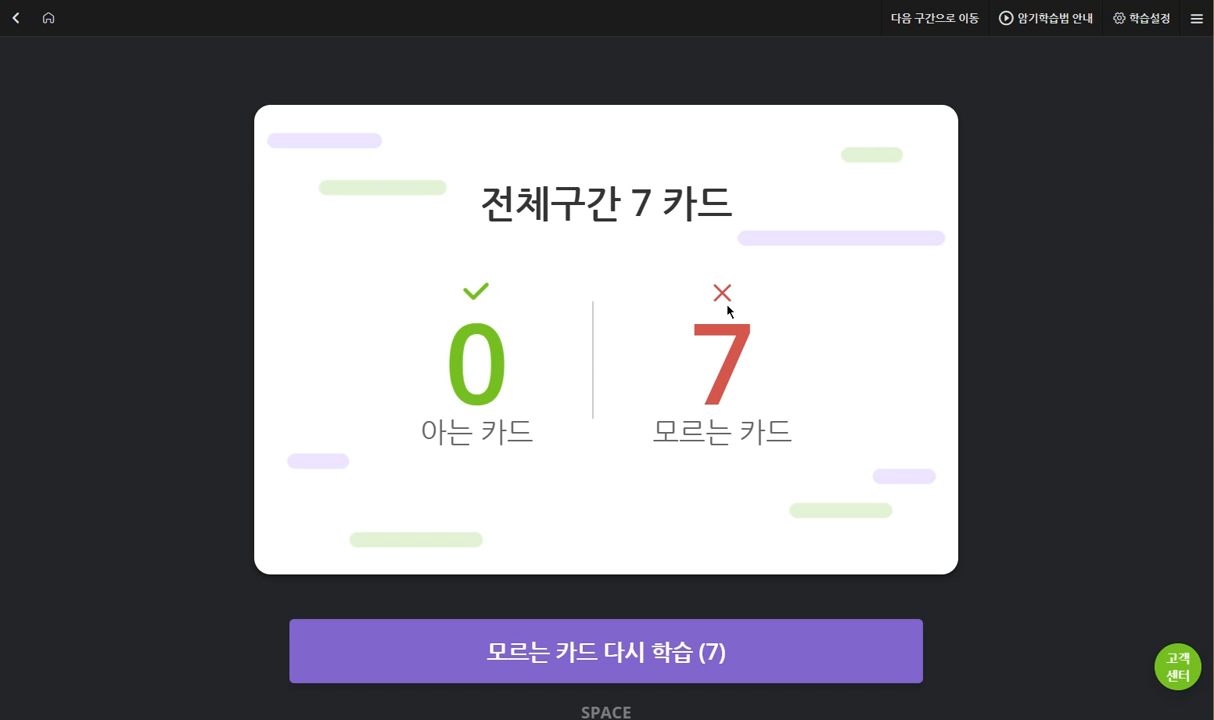 다음 구간으로 이동
암기학습법 안내
학습설정
전체구간 7 카드
0
아는 카드
7
모르는 카드
모르는 카드 다시 학습 (7)
SPACE
고객
센터